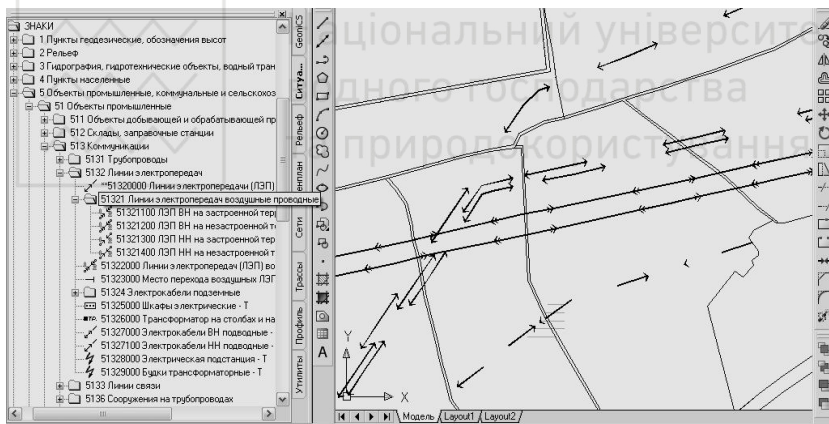 ЗНАКИ
1 Пункты геодезические, обозначения высот
2 Рельеф
3 Гидрография, гидротехнические объекты, водный тран
4 Пункты населенные
5 Объекты промышленные, коммунальные и сельскохоз
51 Объекты промышленные
511 Объекты добывающей и обрабатывающей пр
512 Склады, заправочные станции
513 Коммуникации
5131 Трубопроводы
5132 Линии электропередач
**51320000 Линии электропередачи (ЛЭП)
51321 Линии электропередач воздушные проводные
51321100 ЛЭП ВН на застроенной терр
51321200 ЛЭП ВН на незастроенной т
51321300 ЛЭП НН на застроенной тер
51321400 ЛЭП НН на незастроенной т
51322000 Линии электропередач (ЛЭП) во
51323000 Место перехода воздушных ЛЭП
51324 Электрокабели подземные
51325000 Шкафы электрические - Т
51326000 Трансформатор на столбах и на
51327000 Электрокабели ВН подводные -
51327100 Электрокабели НН подводные -
51328000 Электрическая подстанция - Т
51329000 Будки трансформаторные - Т
5133 Линии связи
5136 Сооружения на трубопроводах
GeoniCS
Ситуа...
Рельеф
енплан
Сети
Трассы
Профиль
Утилиты
A
Y
X
Модель
Layout1
Layout2
аціональний університе
дного господарства
а природокористування